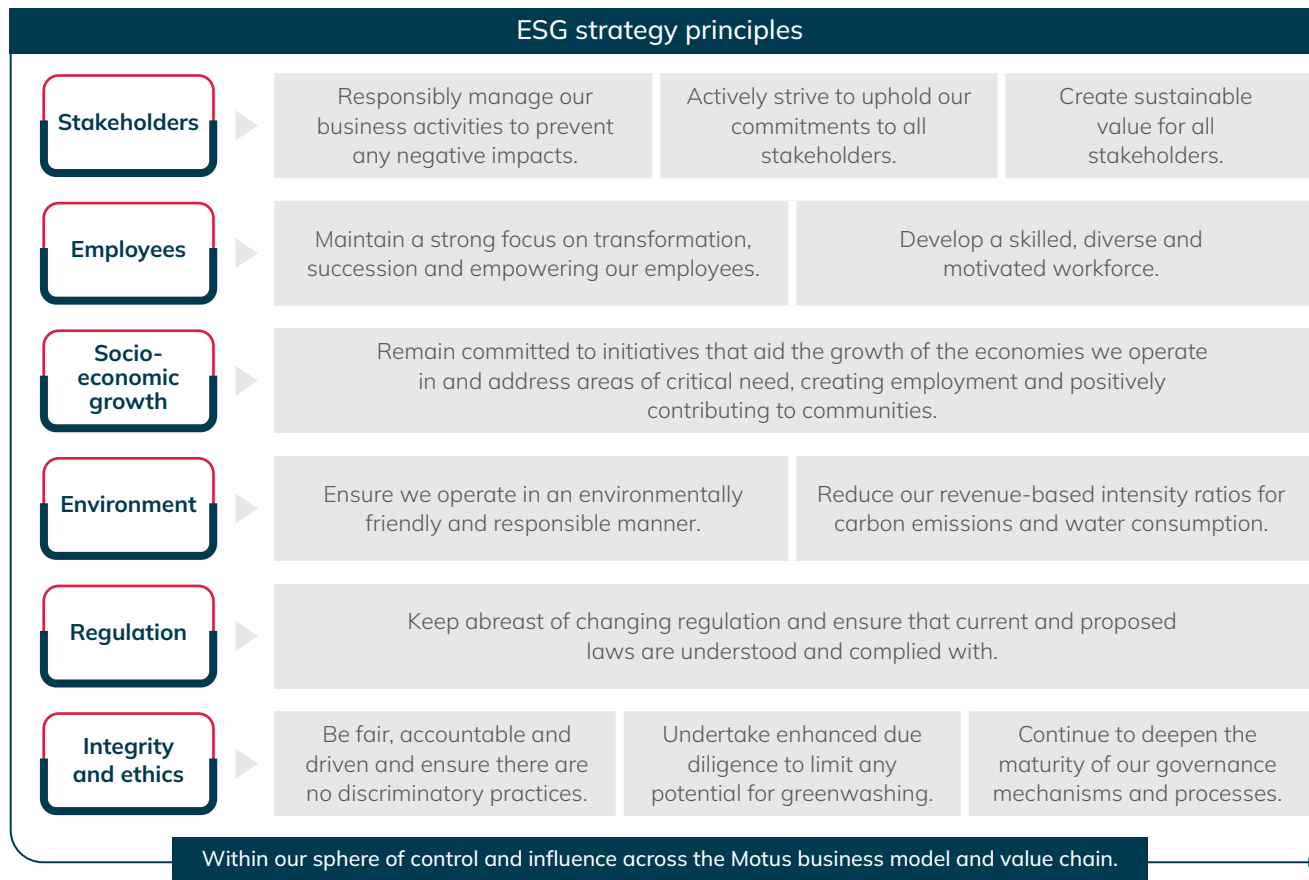 ESG strategy principles
Stakeholders
Responsibly manage our
business activities to prevent
any negative impacts.
Actively strive to uphold our
commitments to all
stakeholders.
Create sustainable
value for all
stakeholders.
Employees
Maintain a strong focus on transformation,
succession and empowering our employees.
Develop a skilled, diverse and
motivated workforce.
Socio-
economic
growth
Remain committed to initiatives that aid the growth of the economies we operate
in and address areas of critical need, creating employment and positively
contributing to communities.
Environment
Ensure we operate in an environmentally
friendly and responsible manner.
Reduce our revenue-based intensity ratios for
carbon emissions and water consumption.
Regulation
Keep abreast of changing regulation and ensure that current and proposed
laws are understood and complied with.
Integrity
and ethics
Be fair, accountable and
driven and ensure there are
no discriminatory practices.
Undertake enhanced due
diligence to limit any
potential for greenwashing.
Continue to deepen the
maturity of our governance
mechanisms and processes.
Within our sphere of control and influence across the Motus business model and value chain.